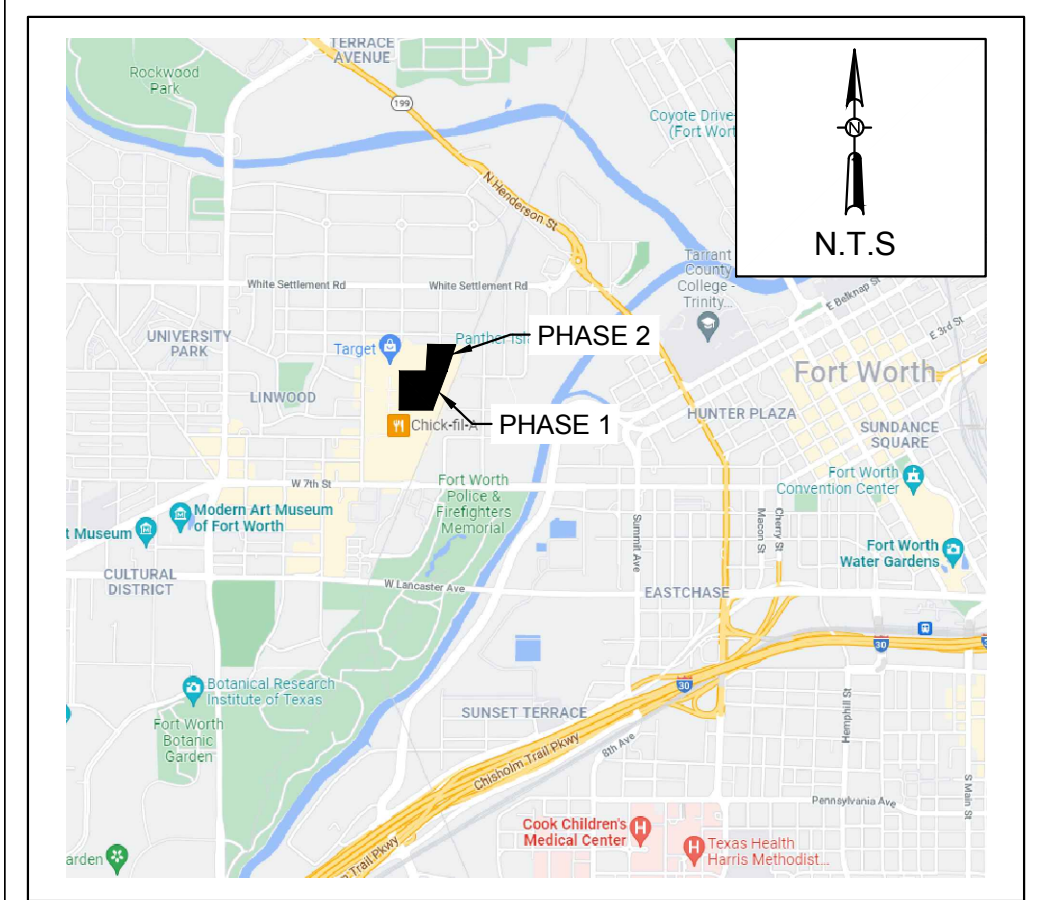 TERRACE
AVENUE
Rockwood
Park
199
Coyote Drive
(Fort Wort
N Henderson St
N
N.T.S
Tarrant
County
College -
Trinity...
White Settlement Rd
White Settlement Rd
E Belknap St
E 3rd St
UNIVERSITY
PARK
Target
Panther Isl
PHASE 2
Fort Worth
LINWOOD
HUNTER PLAZA
Chick-fil-A
PHASE 1
SUNDANCE
SQUARE
W 7th St
Fort Worth
Police &
Firefighters
Memorial
Fort Worth
Convention Center
Modern Art Museum
of Fort Worth
t Museum
Summit Ave
Macon St
Cherry St
Fort Worth
Water Gardens
CULTURAL
DISTRICT
W Lancaster Ave
EASTCHASE
30
30
Botanical Research
Institute of Texas
Fort Worth
Botanic
Garden
SUNSET TERRACE
Chisholm Trail Pkwy
8th Ave
Hemphill St
S Main St
Pennsylvania Ave
Cook Children's
Medical Center
Texas Health
Harris Methodist...
arden
Trail Pkwy